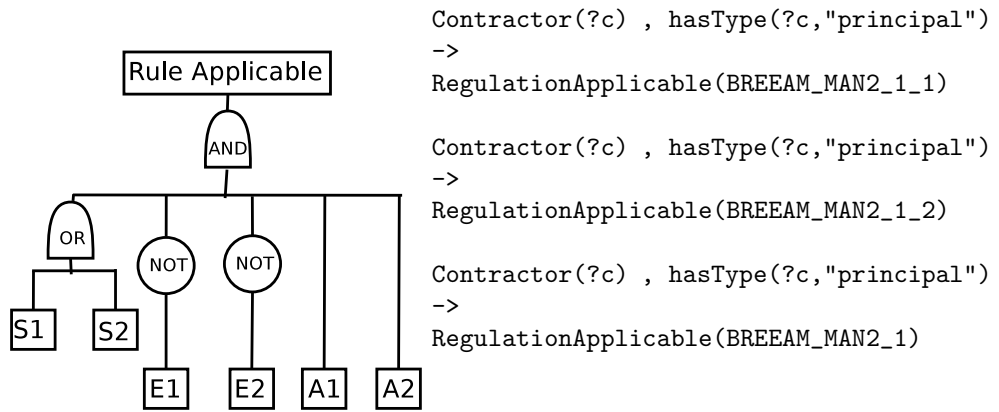 Rule Applicable
AND
OR
NOT
NOT
S1
S2
E1
E2
A1
A2
Contractor(?c) , hasType(?c,"principal")
->
RegulationApplicable(BREEAM_MAN2_1_1)
Contractor(?c) , hasType(?c,"principal")
->
RegulationApplicable(BREEAM_MAN2_1_2)
Contractor(?c) , hasType(?c,"principal")
->
RegulationApplicable(BREEAM_MAN2_1)